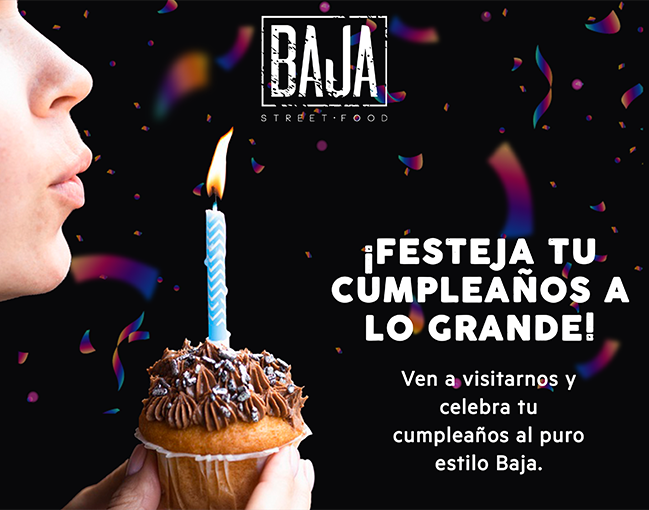 BAJA
STREET·FOOD
¡FESTEJA TU
CUMPLEAÑOS A
LO GRANDE!
Ven a visitarnos y
celebra tu
cumpleaños al puro
estilo Baja.